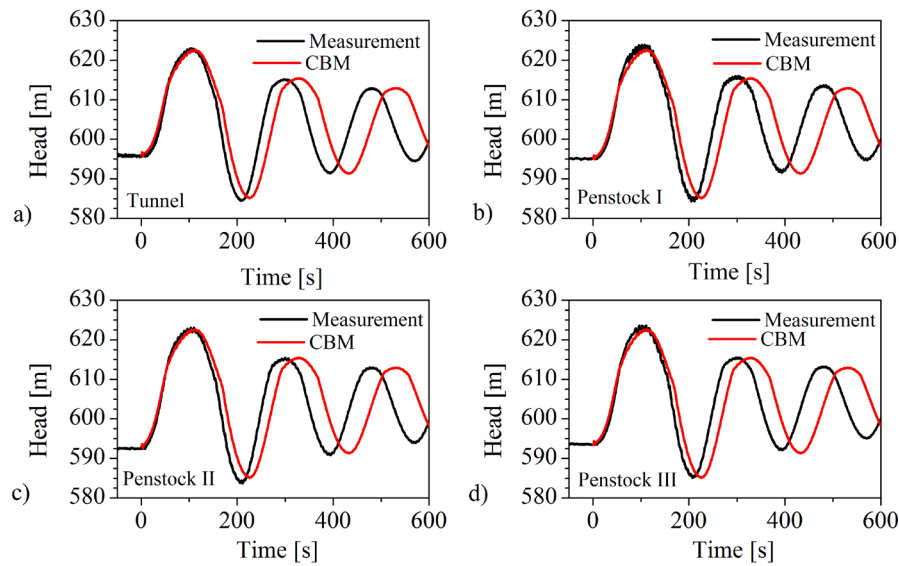 630
620
610
600
590
580
Head [m]
Measurement
CBM
Tunnel
a)
0
200
400
600
Time [s]
630
620
610
600
590
580
Head [m]
Measurement
CBM
Penstock I
b)
0
200
400
600
Time [s]
630
620
610
600
590
580
Head [m]
Measurement
CBM
Penstock II
c)
0
200
400
600
Time [s]
630
620
610
600
590
580
Head [m]
Measurement
CBM
Penstock III
d)
0
200
400
600
Time [s]